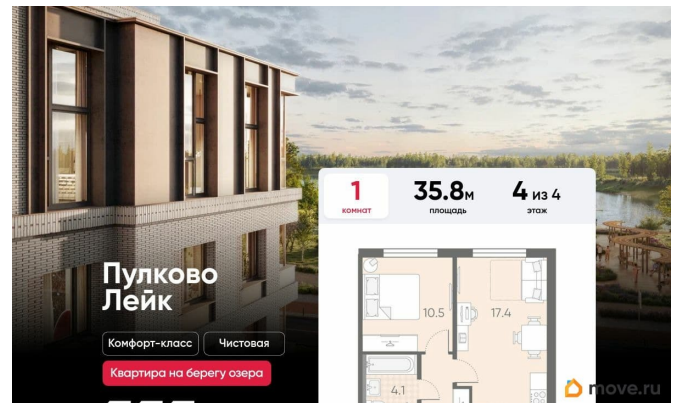 1
комнат
35.8м
площадь
4 из 4
этаж
Пулково
Лейк
10.5
17.4
Комфорт-класс
Чистовая
Квартира на берегу озера
4.1
move.ru